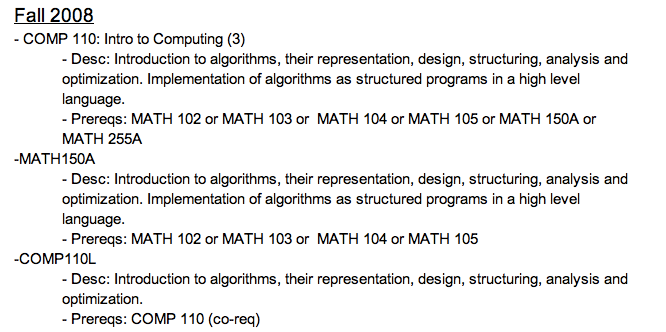 Fall 2008
- COMP 110: Intro to Computing (3)
- Desc: Introduction to algorithms, their representation, design, structuring, analysis and
optimization. Implementation of algorithms as structured programs in a high level
language.
- Prereqs: MATH 102 or MATH 103 or  MATH 104 or MATH 105 or MATH 150A or
MATH 255A
-MATH150A
- Desc: Introduction to algorithms, their representation, design, structuring, analysis and
optimization. Implementation of algorithms as structured programs in a high level
language.
- Prereqs: MATH 102 or MATH 103 or  MATH 104 or MATH 105
-COMP110L
- Desc: Introduction to algorithms, their representation, design, structuring, analysis and
optimization.
- Prereqs: COMP 110 (co-req)